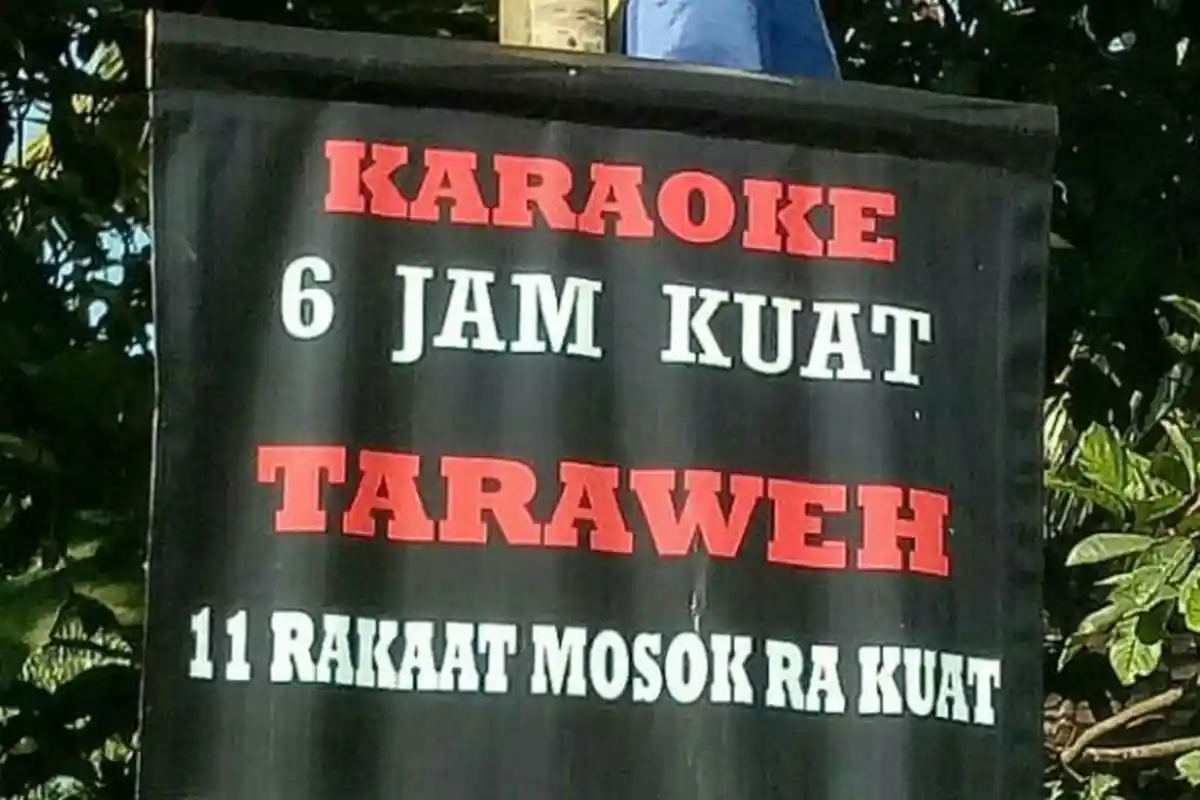 KARAOKE
6 JAM KUAT
TARAWEH
11 RAKAAT MOSOK RA KUAT